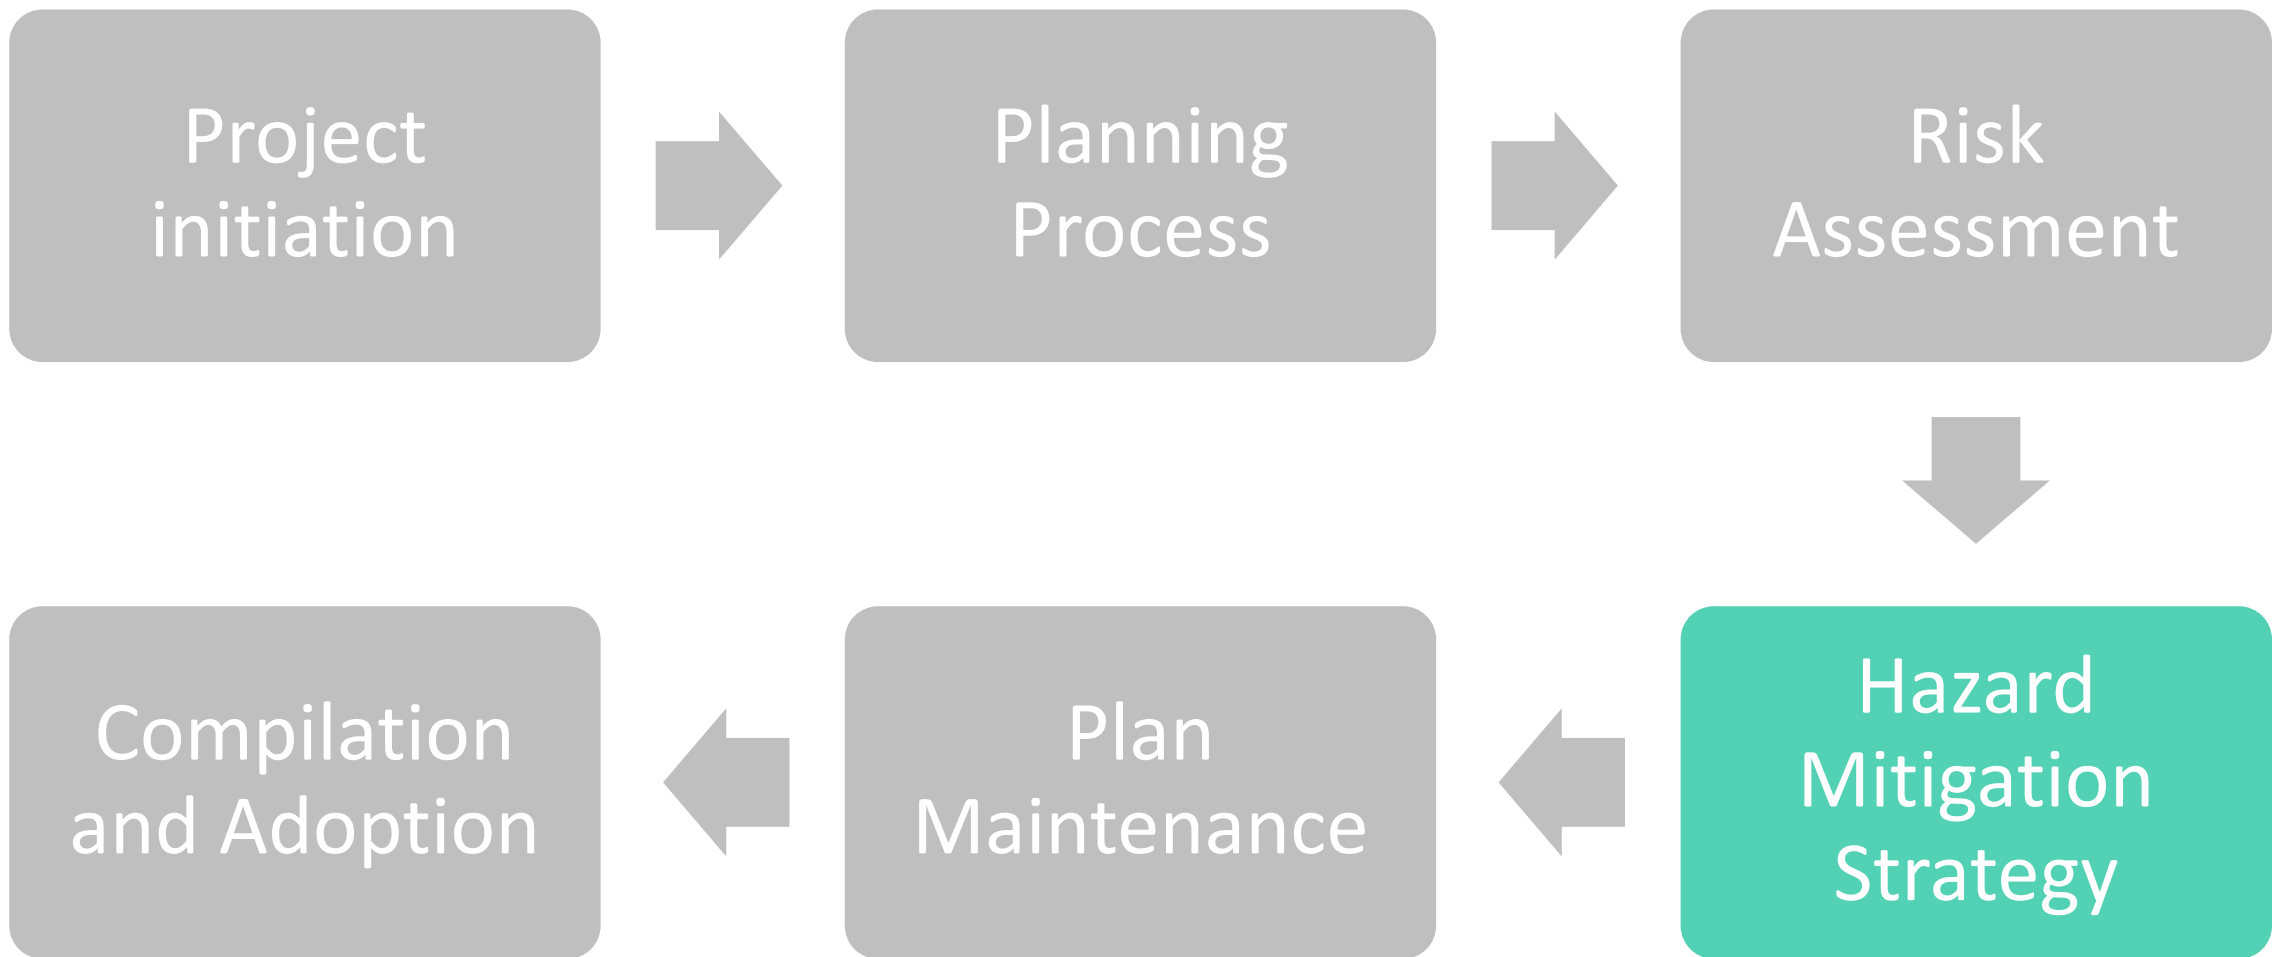 Project
initiation
Planning
Process
Risk
Assessment
Hazard
Mitigation
Strategy
Plan
Maintenance
Compilation
and Adoption